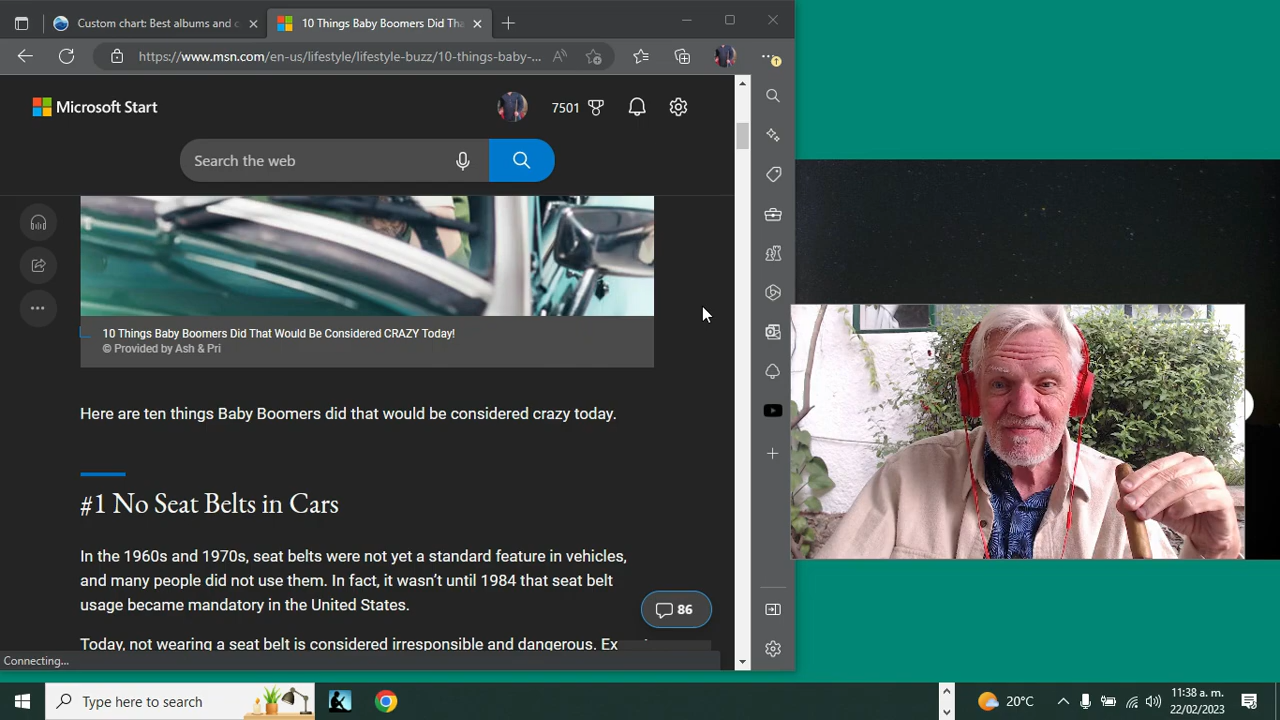 Custom chart: Best albums and c
10 Things Baby Boomers Did Tha
https://www.msn.com/en-us/lifestyle/lifestyle-buzz/10-things-baby-...
Microsoft Start
7501
Search the web
10 Things Baby Boomers Did That Would Be Considered CRAZY Today!
© Provided by Ash & Pri
Here are ten things Baby Boomers did that would be considered crazy today.
#1 No Seat Belts in Cars
In the 1960s and 1970s, seat belts were not yet a standard feature in vehicles,
and many people did not use them. In fact, it wasn't until 1984 that seat belt
usage became mandatory in the United States.
86
Today, not wearing a seat belt is considered irresponsible and dangerous. Ex
Connecting...
Type here to search
20°C
11:38 a. m.
22/02/2023